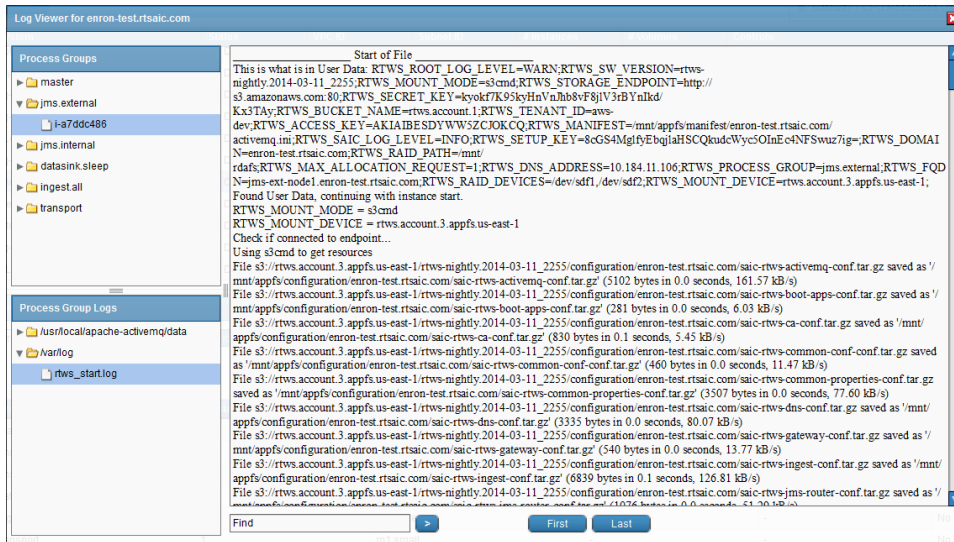 Log Viewer for enron-test.rtsaic.com
Process Groups
master
jms.external
i-a7ddc486
jms.internal
datasink.sleep
ingest.all
transport
Process Group Logs
/usr/local/apache-activemq/data
/var/log
rtws_start.log
Start of File
This is what is in User Data: RTWS_ROOT_LOG_LEVEL=WARN;RTWS_SW_VERSION=rtws-
nightly.2014-03-11_2255;RTWS_MOUNT_MODE=s3cmd;RTWS_STORAGE_ENDPOINT=http://
s3.amazonaws.com:80;RTWS_SECRET_KEY=kyokf7K95kyHnVnJhb8vF8jlV3rBYnIkd/
Kx3TAy;RTWS_BUCKET_NAME=rtws.account.1;RTWS_TENANT_ID=aws-
dev;RTWS_ACCESS_KEY=AKIAIBESDYWW5ZCJOKCQ;RTWS_MANIFEST=/mnt/appfs/manifest/enron-test.rtsaic.com/
activemq.ini;RTWS_SAIC_LOG_LEVEL=INFO;RTWS_SETUP_KEY=8cGS4MglfyEbqjlaHSCQkudcWyc5OInEc4NFSwuz7ig=;RTWS_DOMAI
N=enron-test.rtsaic.com;RTWS_RAID_PATH=/mnt/
rdafs;RTWS_MAX_ALLOCATION_REQUEST=1;RTWS_DNS_ADDRESS=10.184.11.106;RTWS_PROCESS_GROUP=jms.external;RTWS_FQD
N=jms-ext-node1.enron-test.rtsaic.com;RTWS_RAID_DEVICES=/dev/sdf1,/dev/sdf2;RTWS_MOUNT_DEVICE=rtws.account.3.appfs.us-east-1;
Found User Data, continuing with instance start.
RTWS_MOUNT_MODE = s3cmd
RTWS_MOUNT_DEVICE = rtws.account.3.appfs.us-east-1
Check if connected to endpoint...
Using s3cmd to get resources
File s3://rtws.account.3.appfs.us-east-1/rtws-nightly.2014-03-11_2255/configuration/enron-test.rtsaic.com/saic-rtws-activemq-conf.tar.gz saved as '/
mnt/appfs/configuration/enron-test.rtsaic.com/saic-rtws-activemq-conf.tar.gz' (5102 bytes in 0.0 seconds, 161.57 kB/s)
File s3://rtws.account.3.appfs.us-east-1/rtws-nightly.2014-03-11_2255/configuration/enron-test.rtsaic.com/saic-rtws-boot-apps-conf.tar.gz saved as '/
mnt/appfs/configuration/enron-test.rtsaic.com/saic-rtws-boot-apps-conf.tar.gz' (281 bytes in 0.0 seconds, 6.03 kB/s)
File s3://rtws.account.3.appfs.us-east-1/rtws-nightly.2014-03-11_2255/configuration/enron-test.rtsaic.com/saic-rtws-ca-conf.tar.gz saved as '/mnt/
appfs/configuration/enron-test.rtsaic.com/saic-rtws-ca-conf.tar.gz' (830 bytes in 0.1 seconds, 5.45 kB/s)
File s3://rtws.account.3.appfs.us-east-1/rtws-nightly.2014-03-11_2255/configuration/enron-test.rtsaic.com/saic-rtws-common-conf-conf.tar.gz saved
as '/mnt/appfs/configuration/enron-test.rtsaic.com/saic-rtws-common-conf-conf.tar.gz' (460 bytes in 0.0 seconds, 11.47 kB/s)
File s3://rtws.account.3.appfs.us-east-1/rtws-nightly.2014-03-11_2255/configuration/enron-test.rtsaic.com/saic-rtws-common-properties-conf.tar.gz
saved as '/mnt/appfs/configuration/enron-test.rtsaic.com/saic-rtws-common-properties-conf.tar.gz' (3507 bytes in 0.0 seconds, 77.60 kB/s)
File s3://rtws.account.3.appfs.us-east-1/rtws-nightly.2014-03-11_2255/configuration/enron-test.rtsaic.com/saic-rtws-dns-conf.tar.gz saved as '/mnt/
appfs/configuration/enron-test.rtsaic.com/saic-rtws-dns-conf.tar.gz' (3335 bytes in 0.0 seconds, 80.07 kB/s)
File s3://rtws.account.3.appfs.us-east-1/rtws-nightly.2014-03-11_2255/configuration/enron-test.rtsaic.com/saic-rtws-gateway-conf.tar.gz saved as '/
mnt/appfs/configuration/enron-test.rtsaic.com/saic-rtws-gateway-conf.tar.gz' (540 bytes in 0.0 seconds, 13.77 kB/s)
File s3://rtws.account.3.appfs.us-east-1/rtws-nightly.2014-03-11_2255/configuration/enron-test.rtsaic.com/saic-rtws-ingest-conf.tar.gz saved as '/mnt/
appfs/configuration/enron-test.rtsaic.com/saic-rtws-ingest-conf.tar.gz' (6839 bytes in 0.1 seconds, 126.81 kB/s)
File s3://rtws.account.3.appfs.us-east-1/rtws-nightly.2014-03-11_2255/configuration/enron-test.rtsaic.com/saic-rtws-jms-router-conf.tar.gz saved as '/
mnt/appfs/configuration/enron-test.rtsaic.com/saic-rtws-jms-router-conf.tar.gz' (1076 bytes in 0.0 seconds, 51.20 kB/s)
Find
>
First
Last